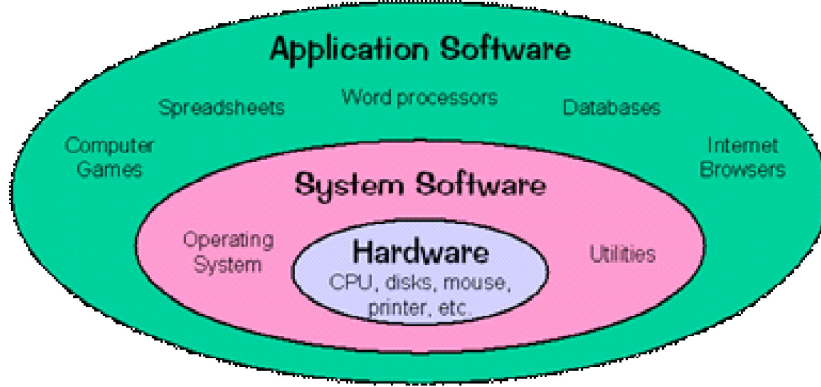 Application Software
Spreadsheets
Word processors
Databases
Computer
Games
Internet
Browsers
System Software
Operating
System
Utilities
Hardware
CPU, disks, mouse,
printer, etc.